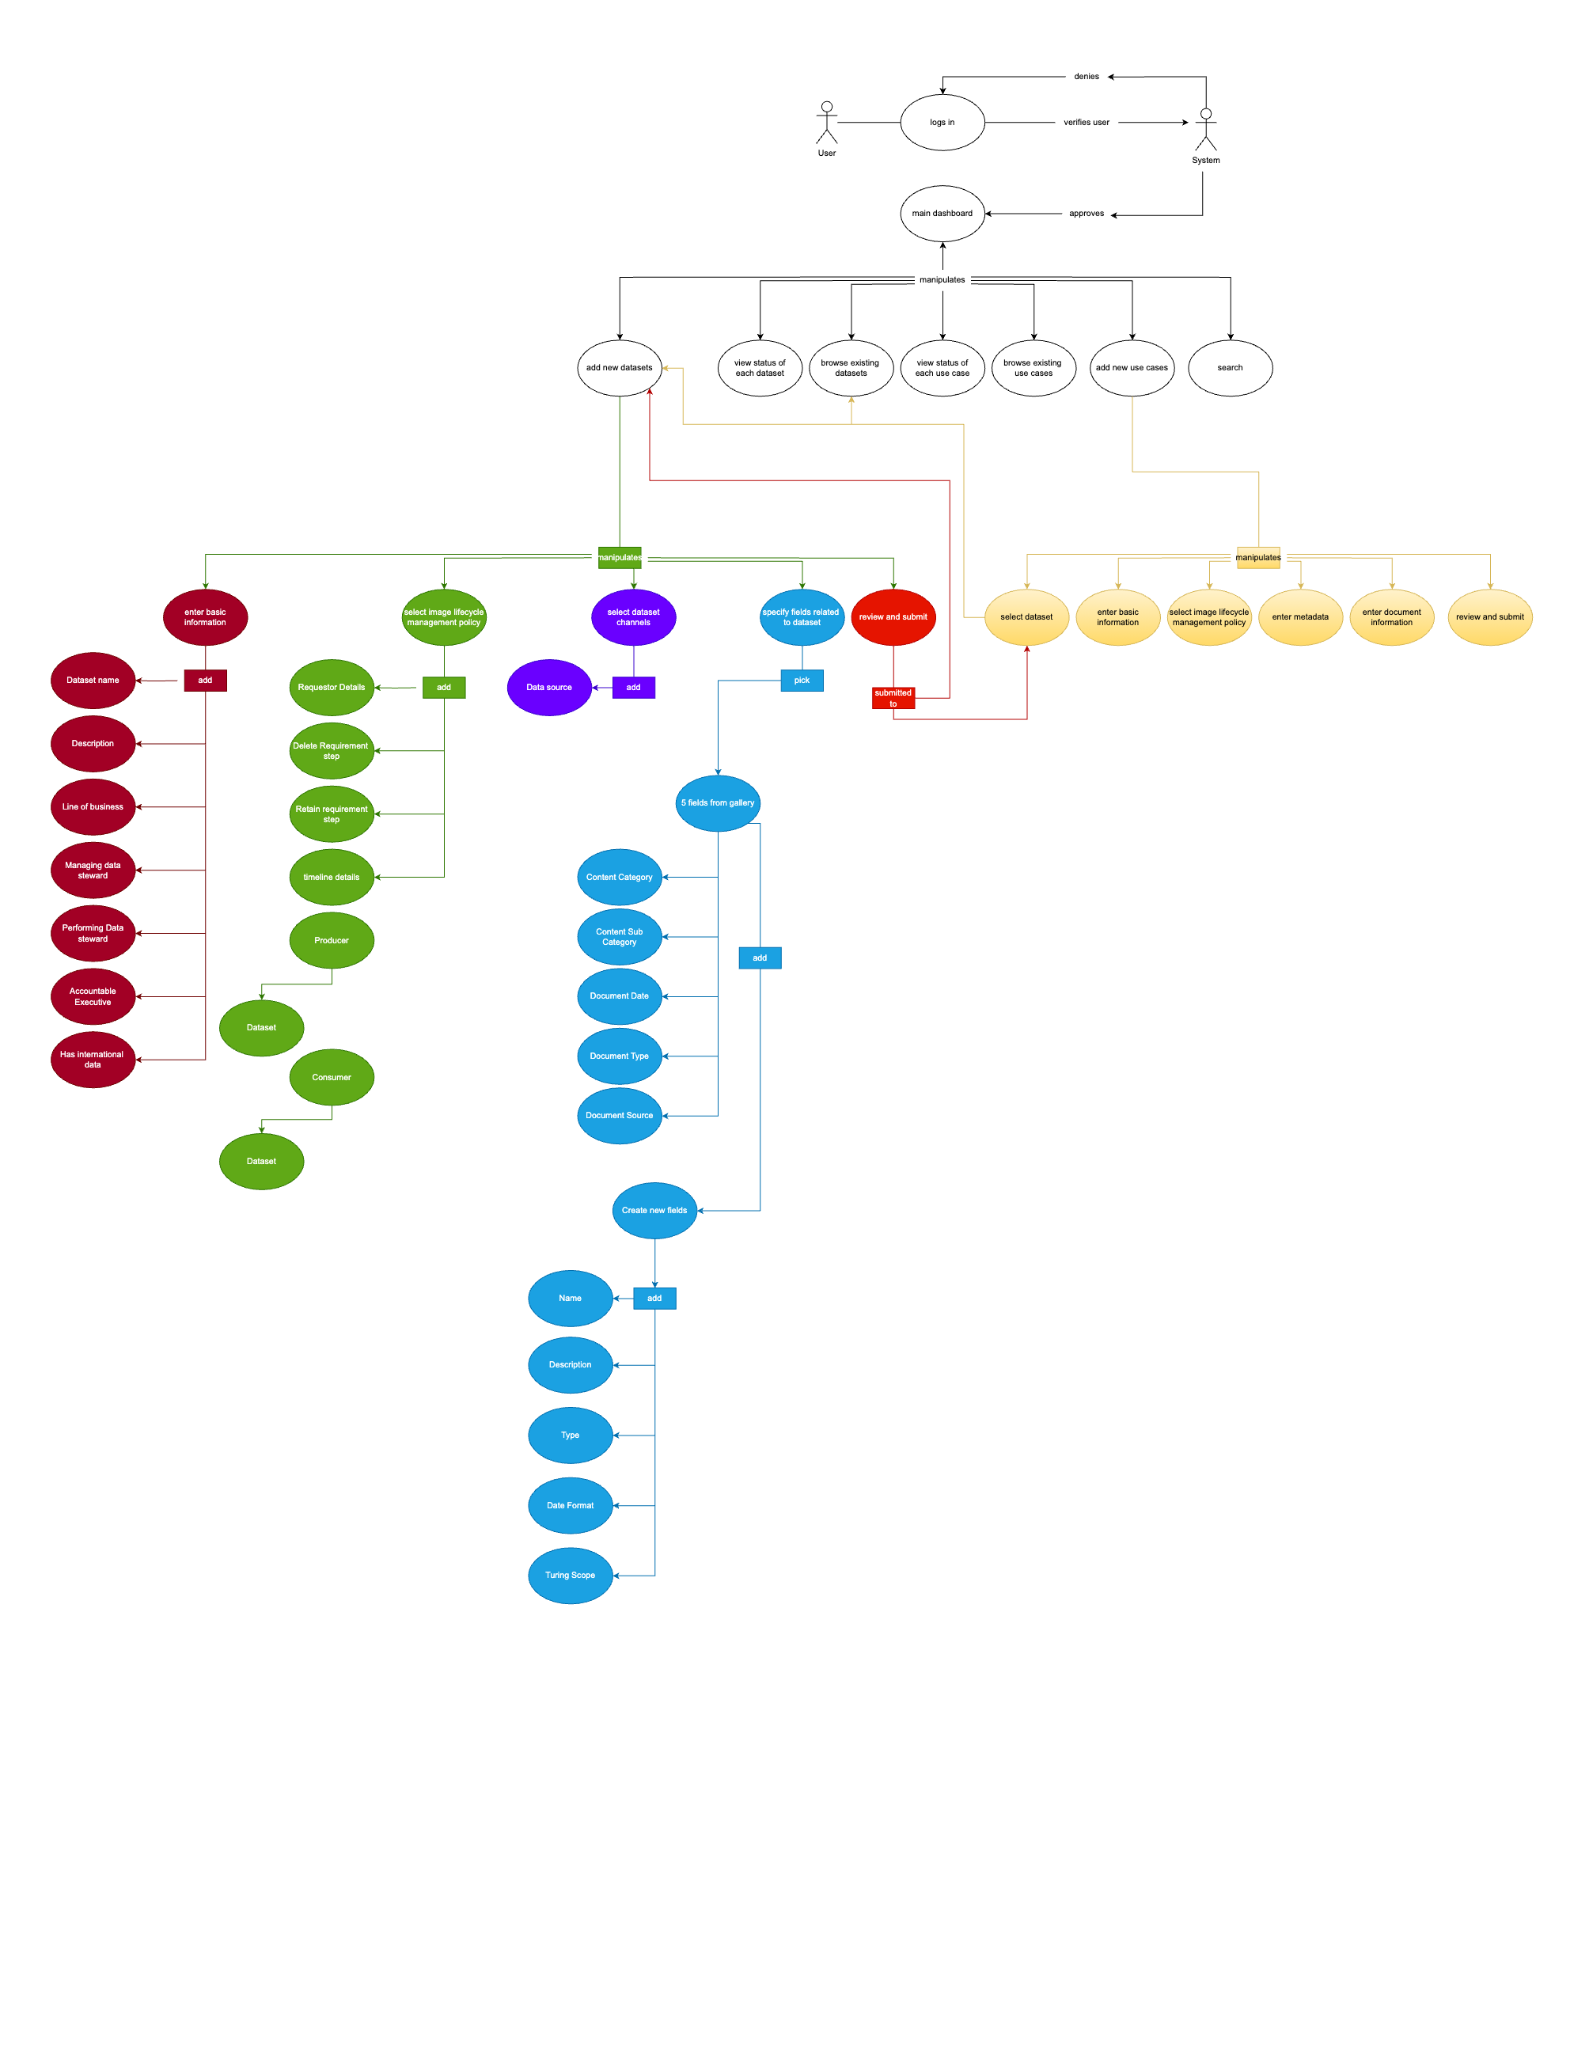 denies
logs in
verifies user
User
System
main dashboard
approves
manipulates
add new datasets
view status of
each dataset
browse existing
datasets
view status of
each use case
browse existing
use cases
add new use cases
search
manipulates
manipulates
enter basic
information
select image lifecycle
management policy
select dataset
channels
specify fields related
to dataset
review and submit
select dataset
enter basic
information
select image lifecycle
management policy
enter metadata
enter document
information
review and submit
Dataset name
add
Requestor Details
add
Data source
add
pick
submitted
to
Description
Delete Requirement
step
Line of business
Retain requirement
step
5 fields from gallery
Managing data
steward
timeline details
Content Category
Performing Data
steward
Producer
Content Sub
Category
add
Accountable
Executive
Document Date
Dataset
Has international
data
Document Type
Consumer
Document Source
Dataset
Create new fields
Name
add
Description
Type
Date Format
Turing Scope